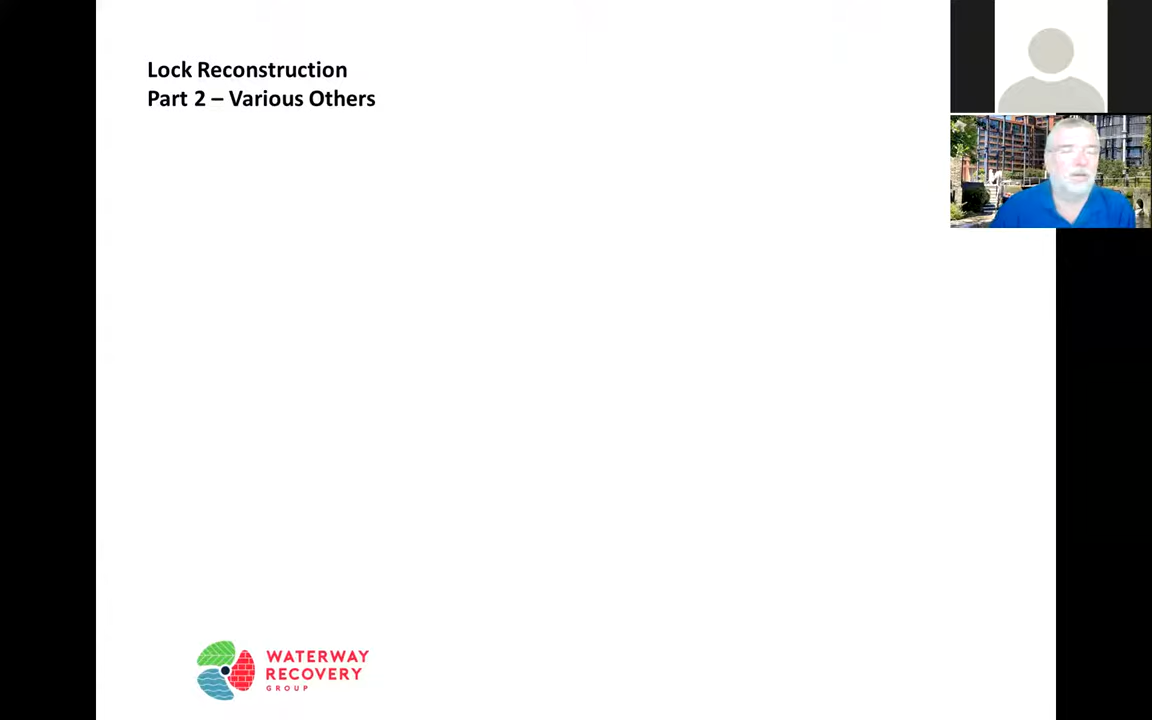 Lock Reconstruction
Part 2 – Various Others
WATERWAY
RECOVERY
GROUP